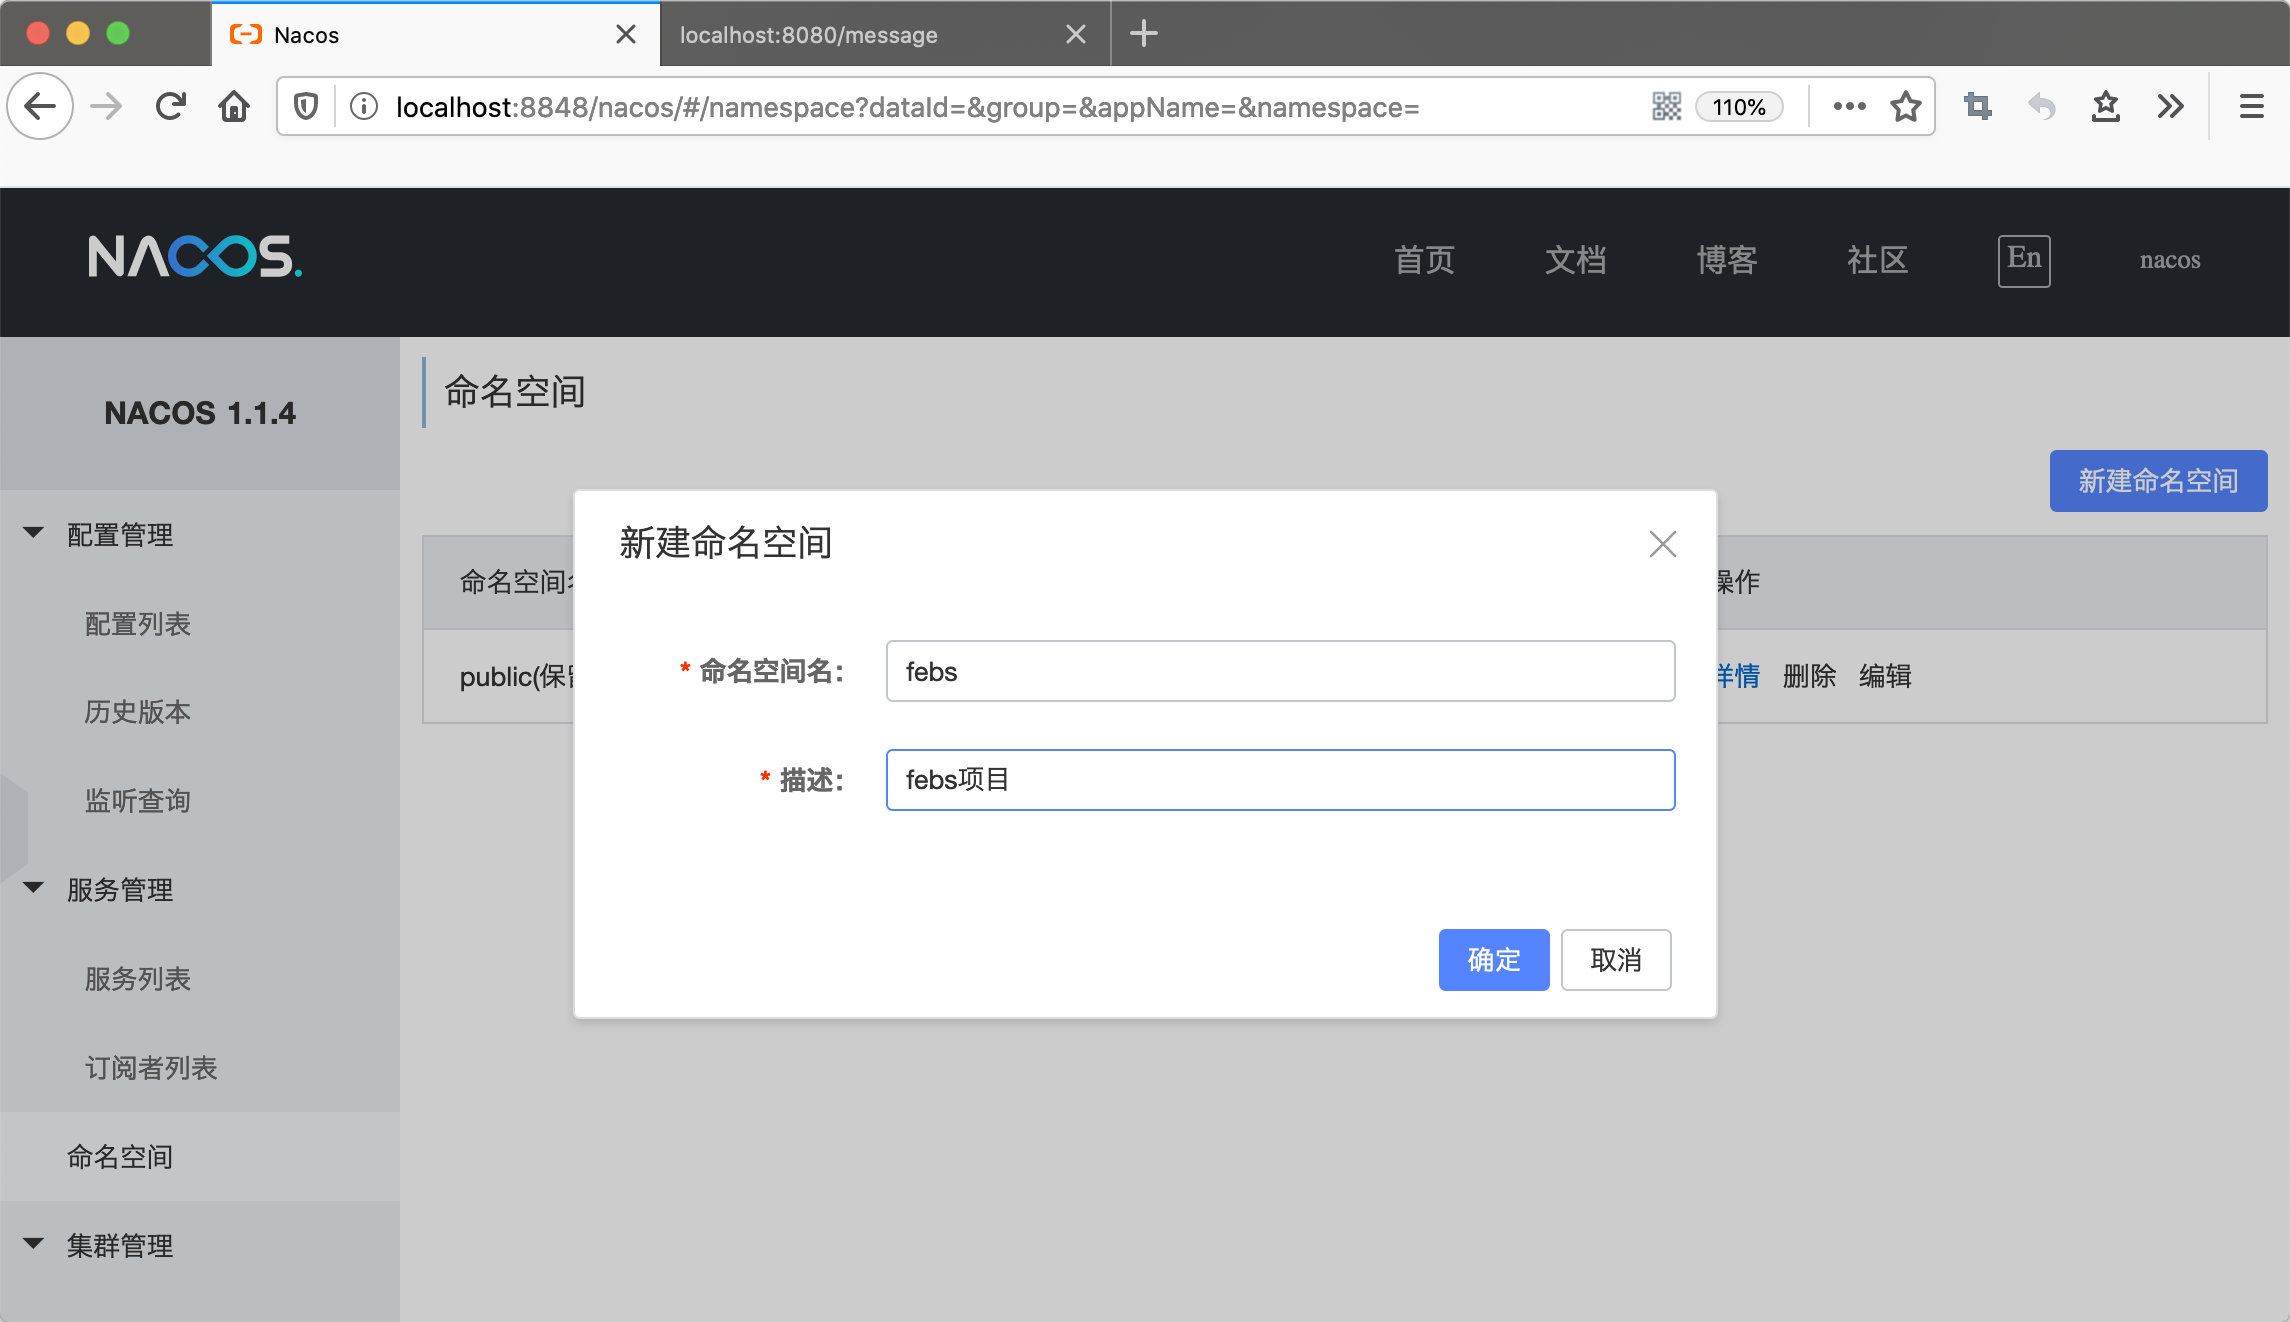 Nacos
localhost:8080/message
localhost:8848/nacos/#/namespace?dataId=&group=&appName=&namespace=
110%
NACOS.
首页
文档
博客
社区
En
nacos
NACOS 1.1.4
命名空间
新建命名空间
配置管理
配置列表
历史版本
监听查询
服务管理
服务列表
订阅者列表
命名空间
集群管理
命名空间
操作
public(保
详情 删除 编辑
新建命名空间
* 命名空间名:
febs
* 描述:
febs项目
确定
取消